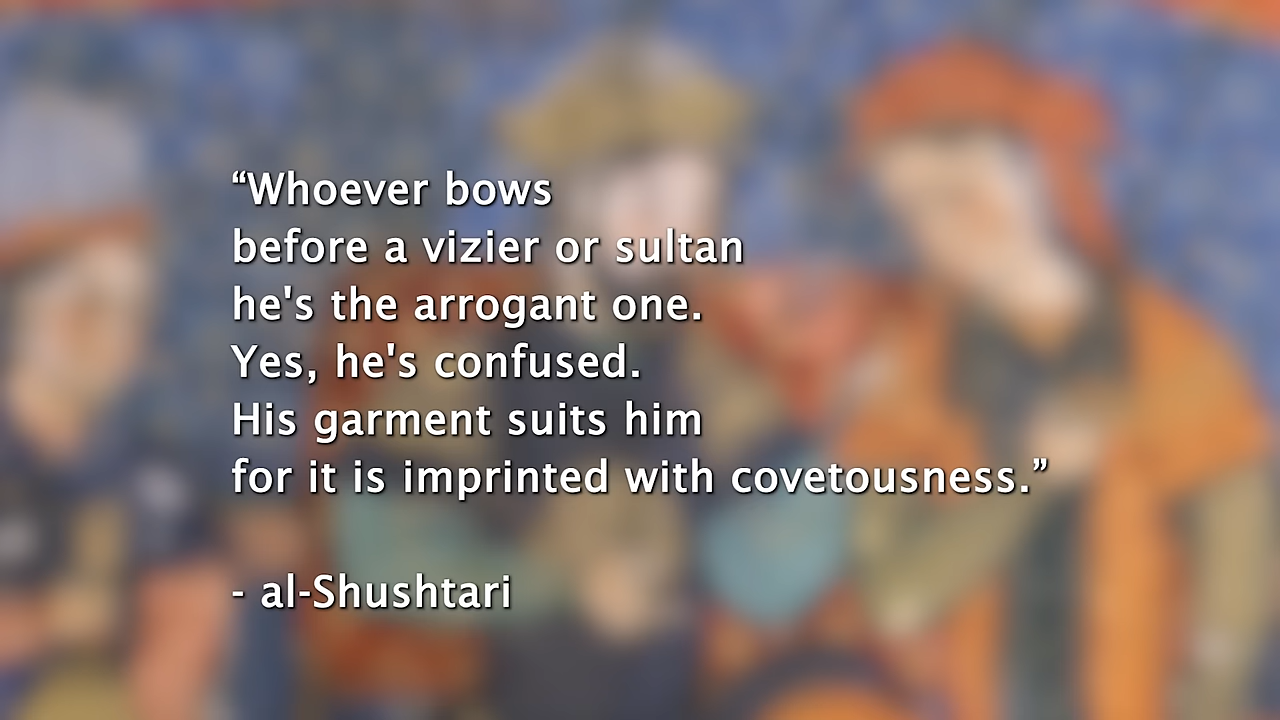 “Whoever bows
before a vizier or sultan
he's the arrogant one.
Yes, he's confused.
His garment suits him
for it is imprinted with covetousness.”
- al-Shushtari